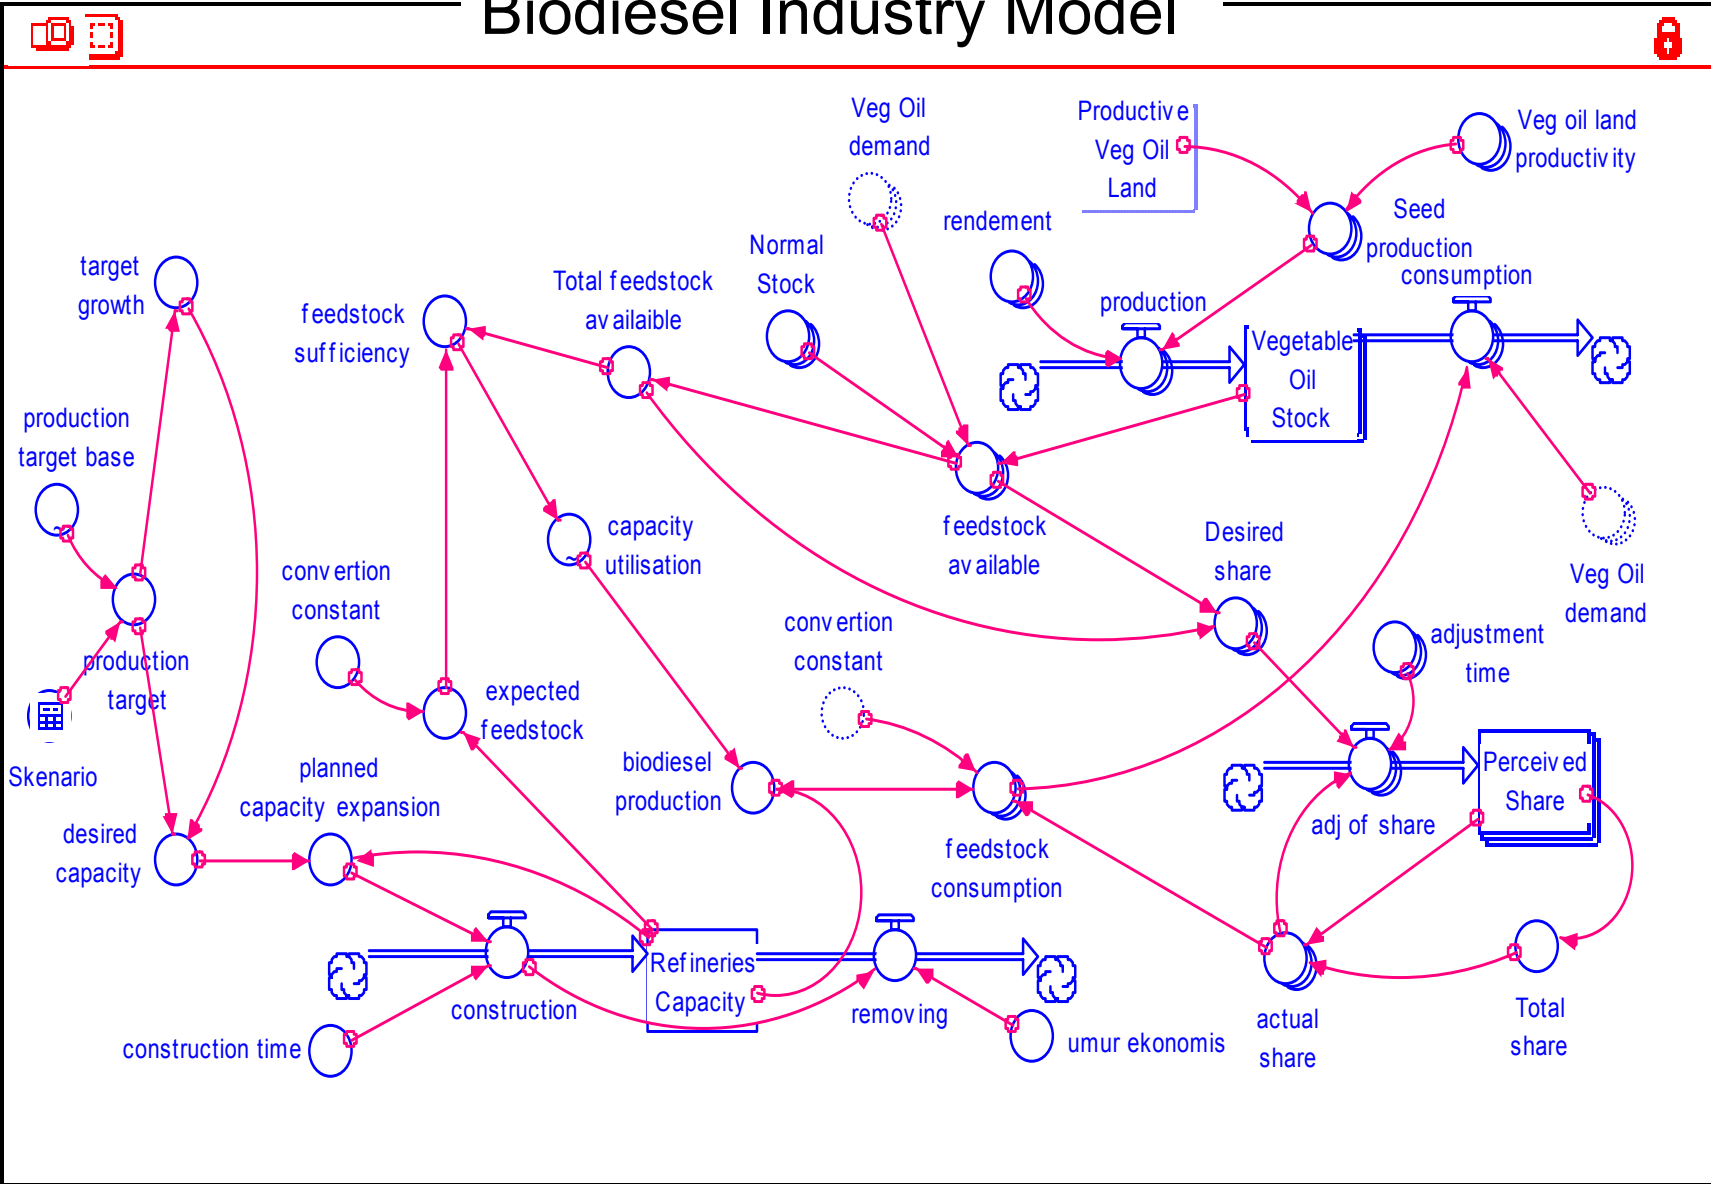 Biodiesel Industry Model
Veg Oil
demand
Productive
Veg Oil
Land
Veg oil land
productivity
rendement
Seed
production
Normal
Stock
target
growth
Total feedstock
availaible
feedstock
sufficiency
production
consumption
Vegetable
Oil
Stock
production
target base
capacity
utilisation
feedstock
available
Desired
share
Veg Oil
demand
convertion
constant
convertion
constant
adjustment
time
production
target
expected
feedstock
Skenario
planned
capacity expansion
biodiesel
production
Perceived
Share
adj of share
desired
capacity
feedstock
consumption
Refineries
Capacity
construction
removing
construction time
umur ekonomis
actual
share
Total
share